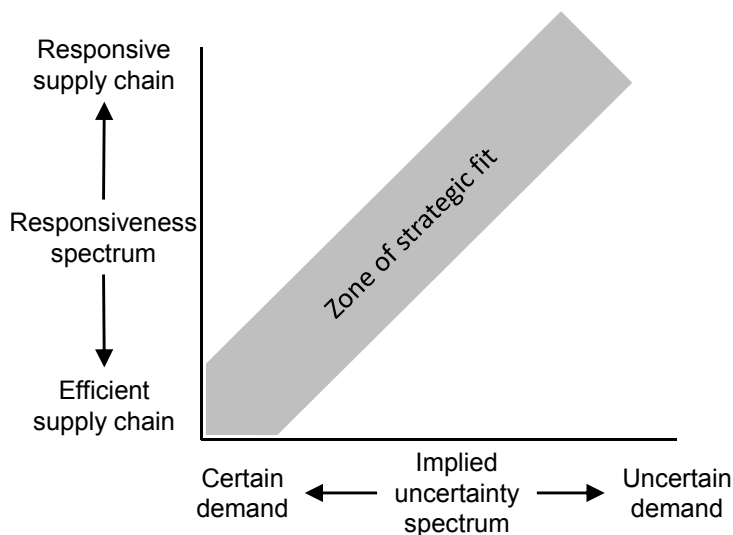 Responsive
supply chain
Responsiveness
spectrum
Efficient
supply chain
Zone of strategic fit
Certain
demand
Implied
uncertainty
spectrum
Uncertain
demand